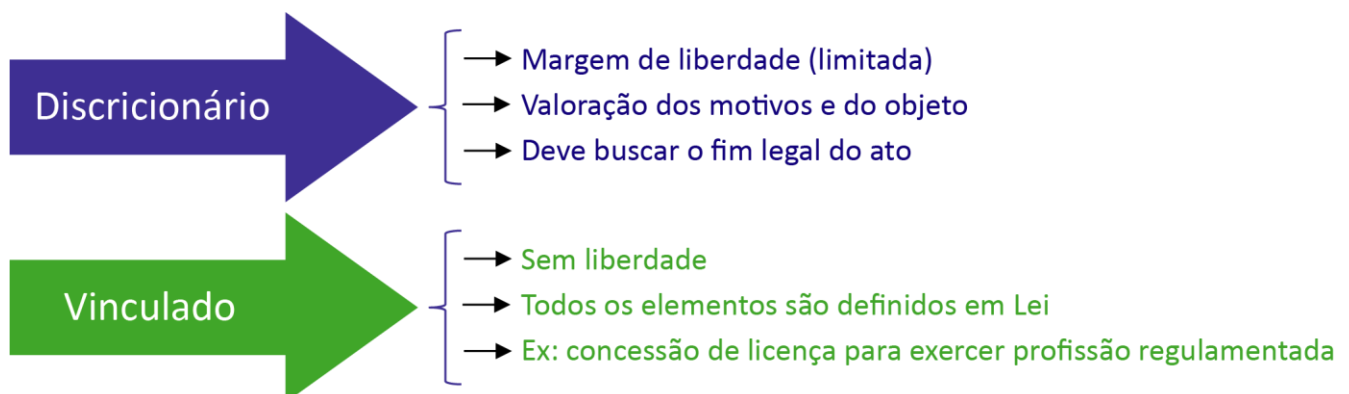 Discricionário
Margem de liberdade (limitada)
Valoração dos motivos e do objeto
Deve buscar o fim legal do ato
Vinculado
Sem liberdade
Todos os elementos são definidos em Lei
Ex: concessão de licença para exercer profissão regulamentada